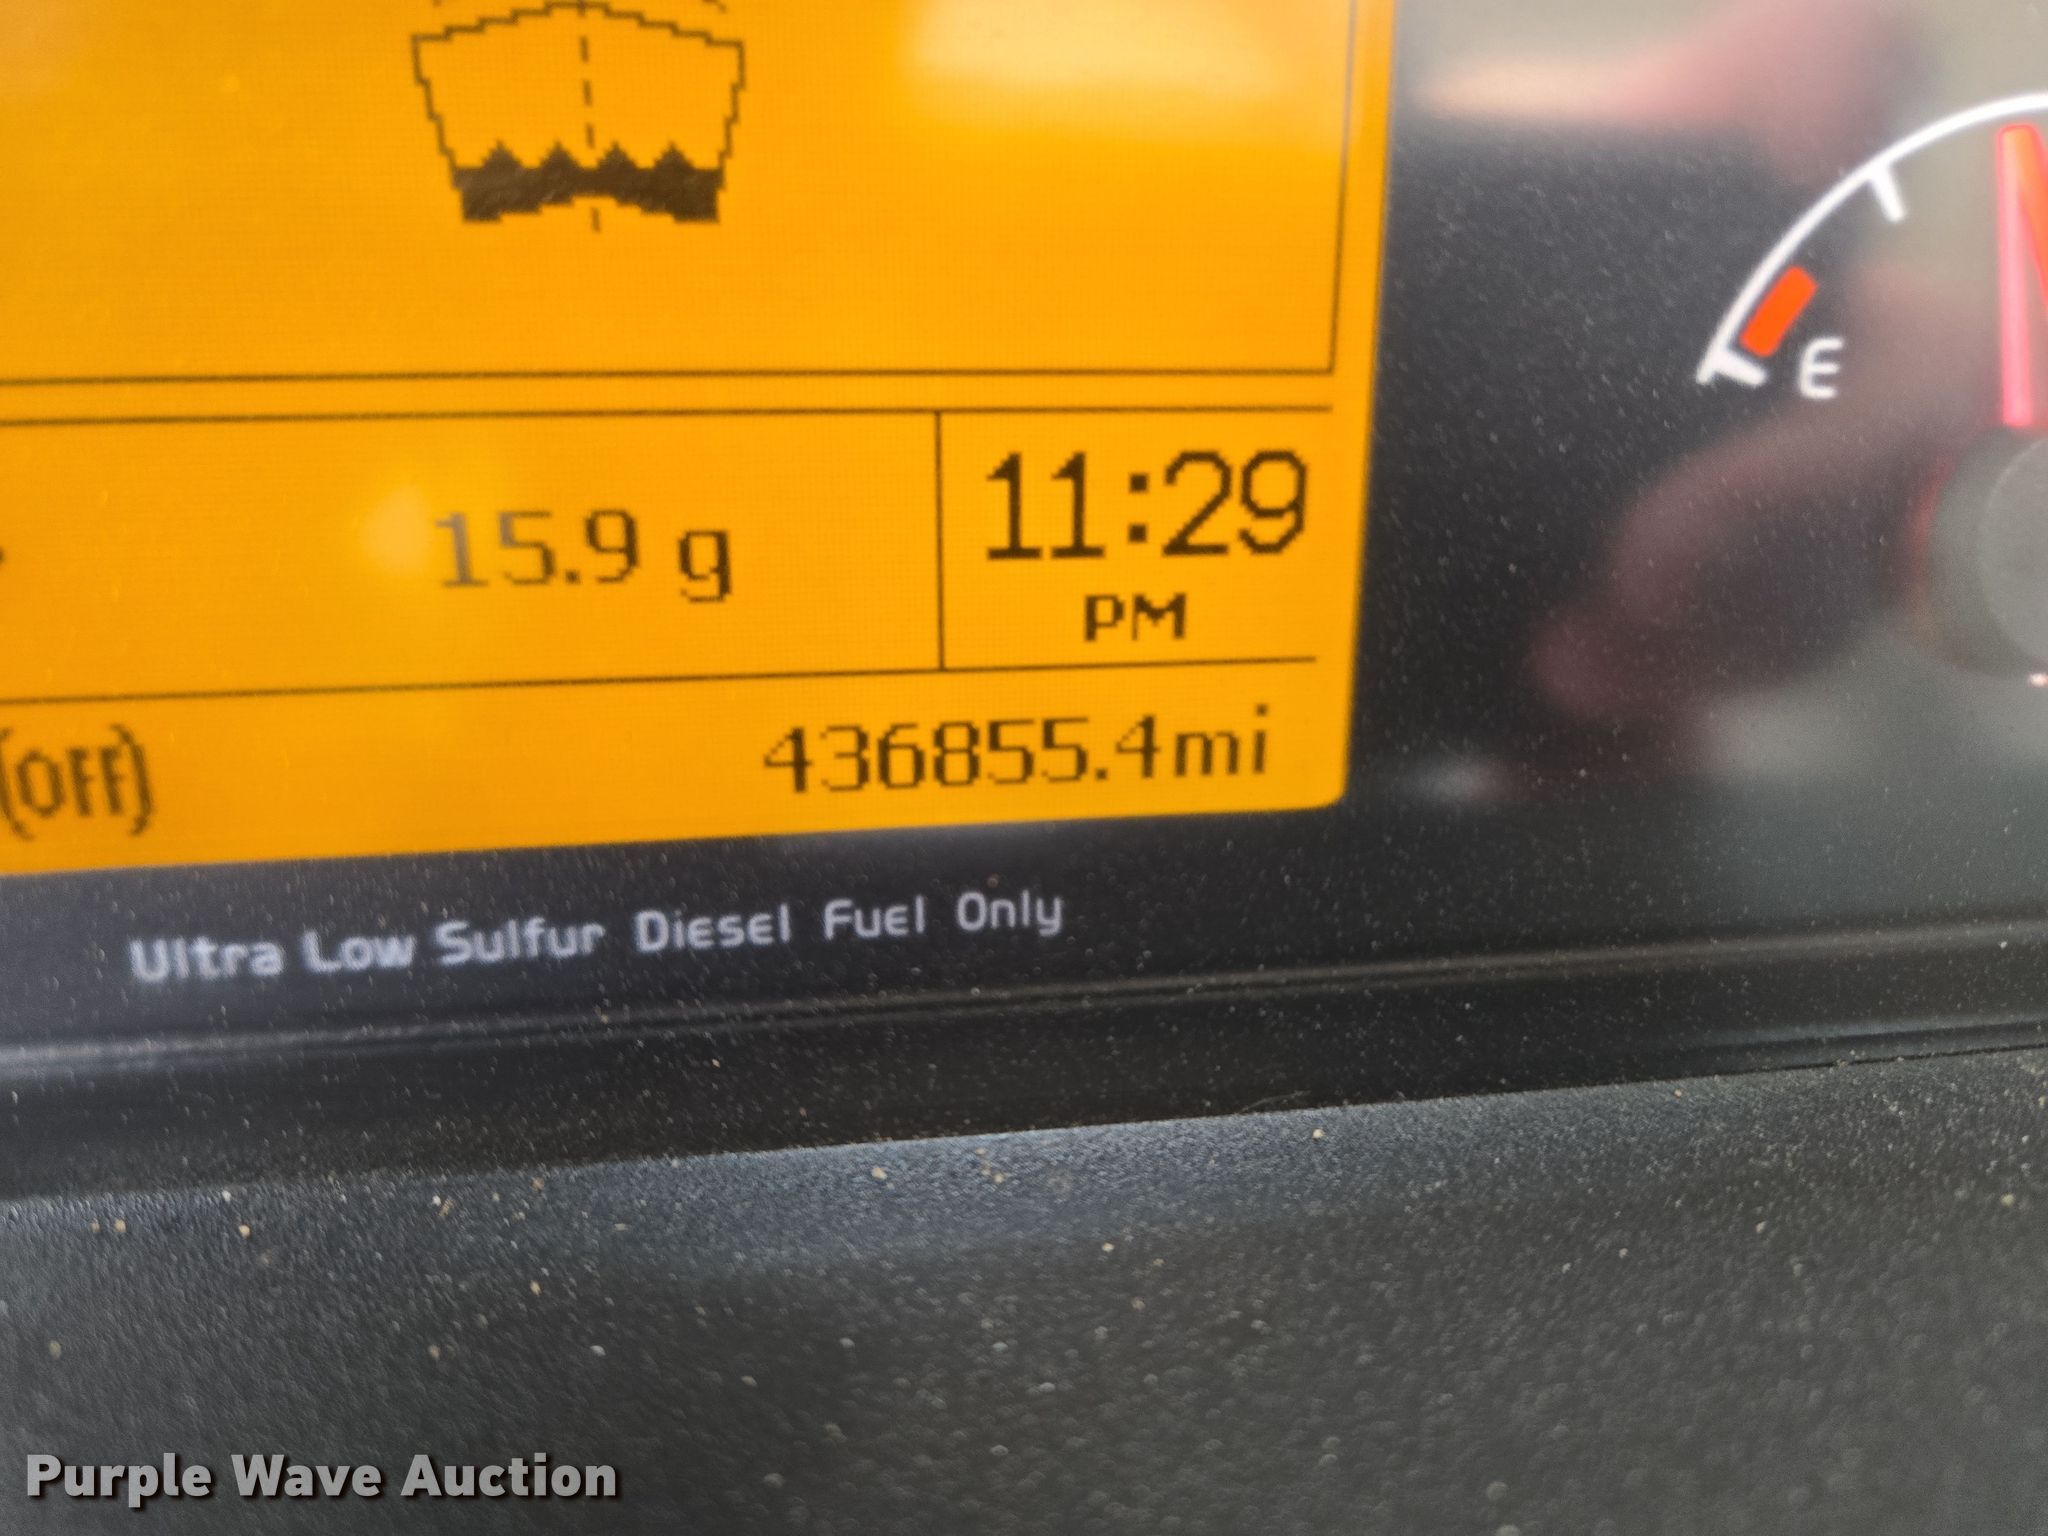 E
15.9 g
11:29
PM
(Off)
436855.4mi
Ultra Low Sulfur Diesel Fuel Only
Purple Wave Auction